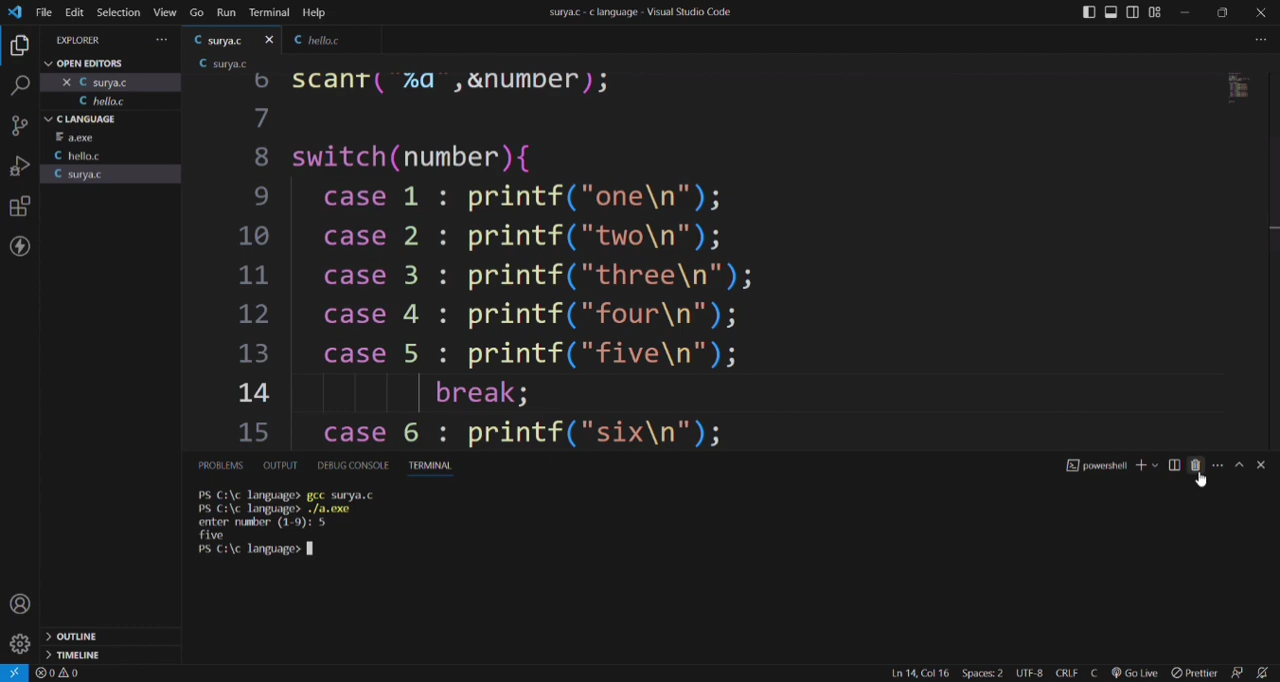 File Edit Selection View Go Run Terminal Help
surya.c - c language - Visual Studio Code
EXPLORER
OPEN EDITORS
surya.c
hello.c
C LANGUAGE
a.exe
hello.c
surya.c
OUTLINE
TIMELINE
surya.c hello.c
surya.c
6 scanf("%d",&number);
7
8 switch(number){
9 case 1 : printf("one\n");
10 case 2 : printf("two\n");
11 case 3 : printf("three\n");
12 case 4 : printf("four\n");
13 case 5 : printf("five\n");
14 break;
15 case 6 : printf("six\n");
PROBLEMS OUTPUT DEBUG CONSOLE TERMINAL
powershell
PS C:\c language> gcc surya.c
PS C:\c language> ./a.exe
enter number (1-9): 5
five
PS C:\c language>
0 0 Ln 14, Col 16 Spaces: 2 UTF-8 CRLF C Go Live Prettier